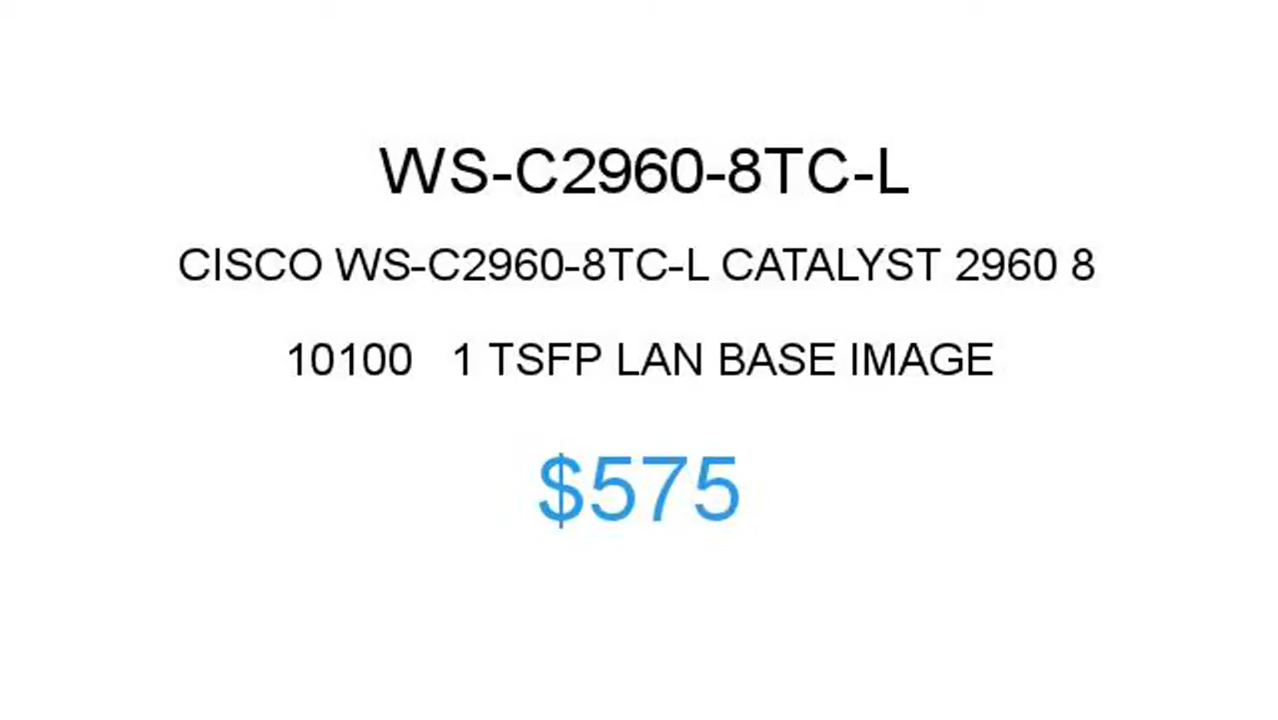 WS-C2960-8TC-L
CISCO WS-C2960-8TC-L CATALYST 2960 8
10100   1 TSFP LAN BASE IMAGE
$575